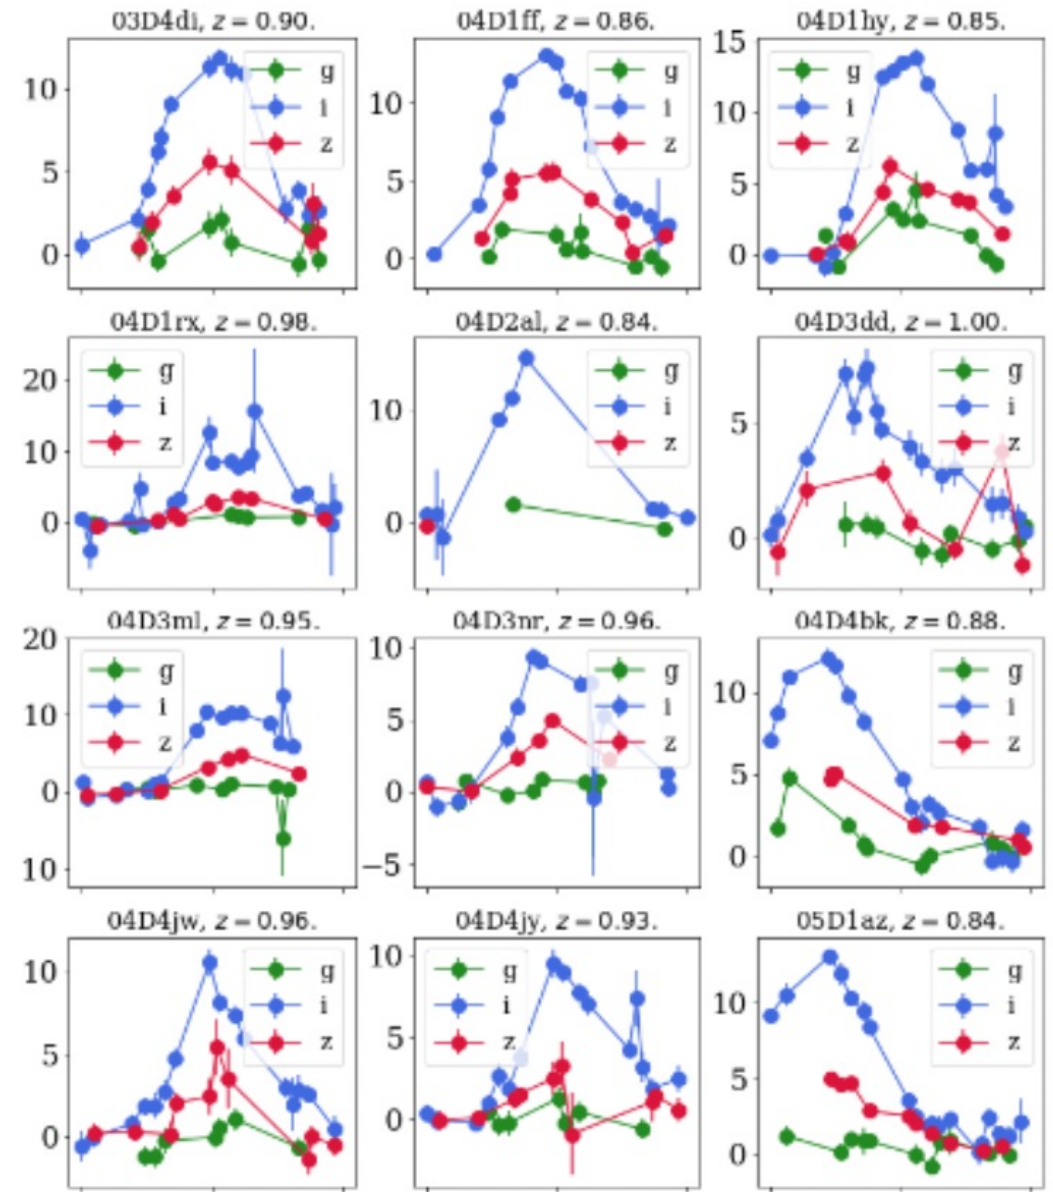 03D4di, z = 0.90. 04D1ff, z = 0.86. 04D1hy, z = 0.85.
10
5
0
g
i
z
10
5
0
g
i
z
15
10
5
0
g
i
z
04D1rx, z = 0.98. 04D2al, z = 0.84. 04D3dd, z = 1.00.
20
10
0
g
i
z
10
0
g
i
z
5
0
g
i
z
04D3ml, z = 0.95. 04D3nr, z = 0.96. 04D4bk, z = 0.88.
20
10
0
10
g
i
z
10
5
0
−5
g
i
z
10
5
0
g
i
z
04D4jw, z = 0.96. 04D4jy, z = 0.93. 05D1az, z = 0.84.
10
5
0
g
i
z
10
5
0
g
i
z
10
5
0
g
i
z